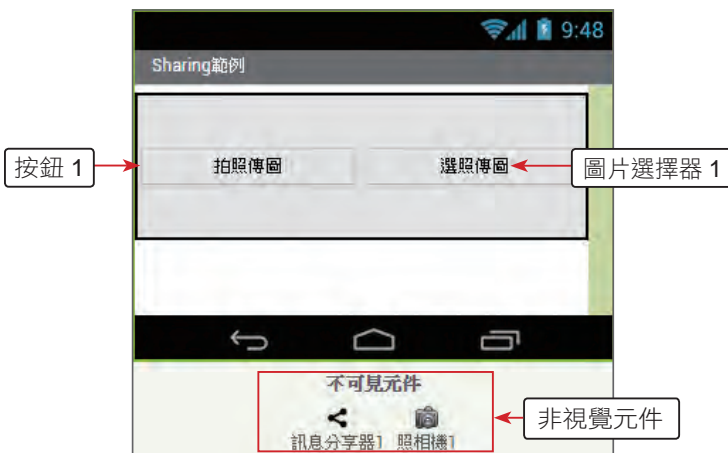 9:48
Sharing範例
按鈕 1
拍照傳圖
選照傳圖
圖片選擇器 1
不可見元件
訊息分享器1 照相機1
非視覺元件